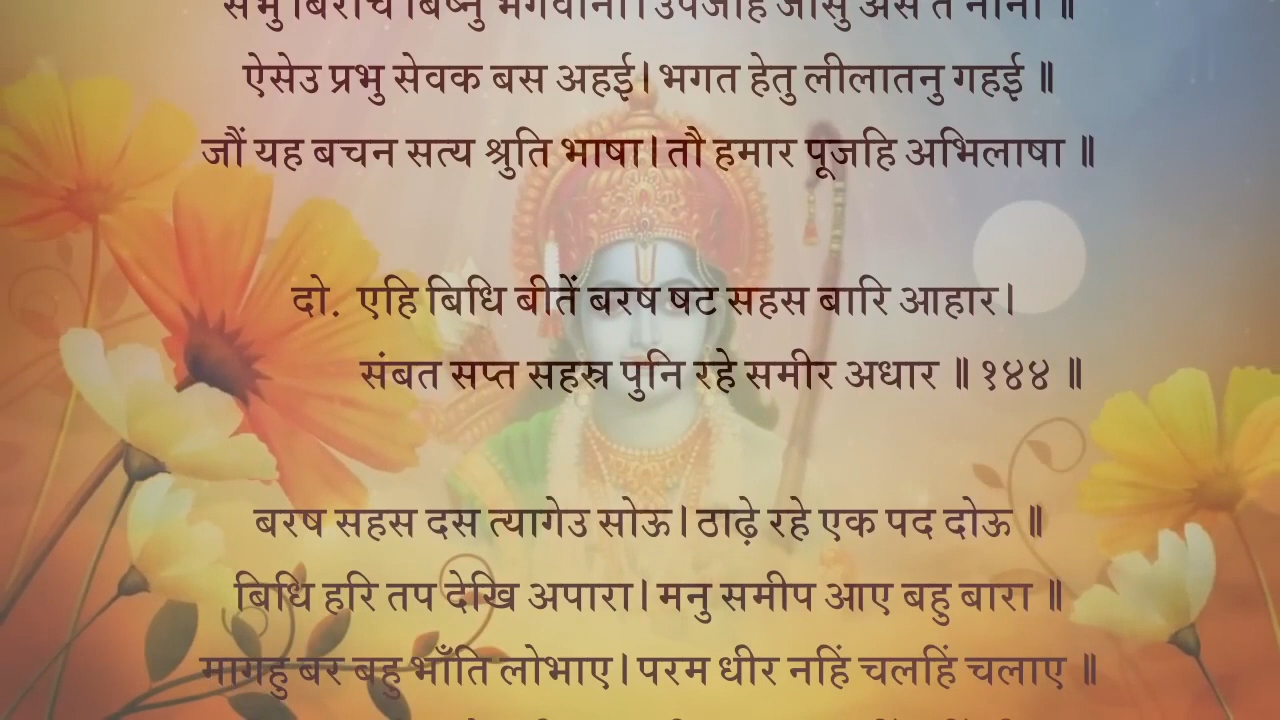 संभु बिरंचि बिष्नु भगवाना। उपजहिं जासु अंस तें नाना ॥
ऐसेउ प्रभु सेवक बस अहई। भगत हेतु लीलातनु गहई ॥
जौं यह बचन सत्य श्रुति भाषा। तौ हमार पूजहि अभिलाषा ॥
दो. एहि बिधि बीतें बरष षट सहस बारि आहार।
संबत सप्त सहस्र पुनि रहे समीर अधार ॥ १४४ ॥
बरष सहस दस त्यागेउ सोऊ। ठाढ़े रहे एक पद दोऊ ॥
बिधि हरि तप देखि अपारा। मनु समीप आए बहु बारा ॥
मागहु बर बहु भाँति लोभाए। परम धीर नहिं चलहिं चलाए ॥